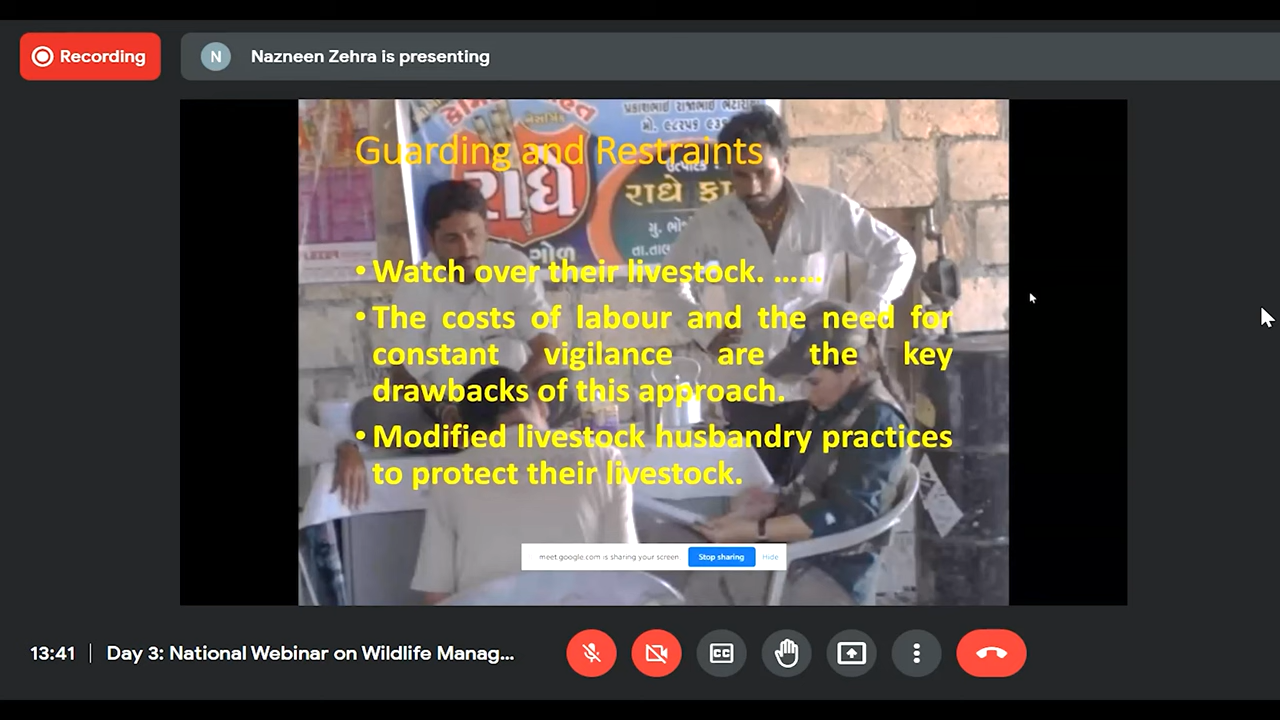 Recording
N
Nazneen Zehra is presenting
મો. ૯૮૨૫૧
Guarding and Restraints
રાધે
રાધે
ગોળ
• Watch over their livestock. ......
• The costs of labour and the need for
constant vigilance are the key
drawbacks of this approach.
• Modified livestock husbandry practices
to protect their livestock.
meet.google.com is sharing your screen.
Stop sharing
Hide
13:41
Day 3: National Webinar on Wildlife Manag...
CC